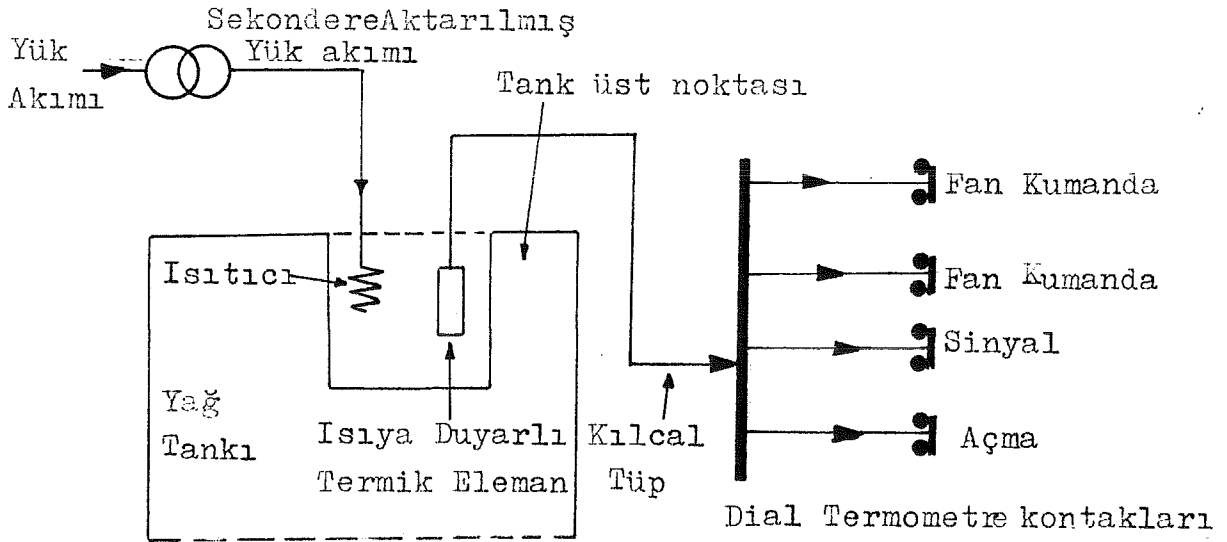 SekondereAktarılmış
Yük
Yük akımı
Akımı
Tank üst noktası
Fan Kumanda
Isıtıcı
Fan Kumanda
Sinyal
Yağ
Tankı
Isıya Duyarlı
Termik Eleman
Kılcal
Tüp
Açma
Dial Termometre kontakları